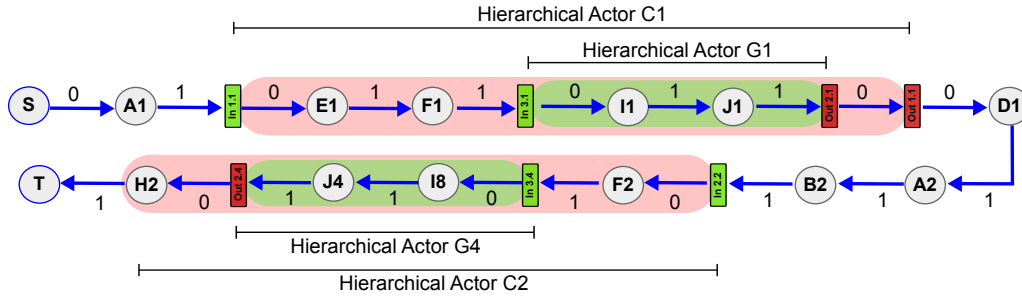 Hierarchical Actor C1
Hierarchical Actor G1
0 1 0 1 1 0 1 1 0 0
S A1 In 1.1 E1 F1 In 3.1 I1 J1 Out 2.1 Out 1.1 D1
T H2 Out 2.4 J4 I8 In 3.4 F2 In 2.2 B2 A2
1 0 1 1 0 1 0 1 1 1
Hierarchical Actor G4
Hierarchical Actor C2